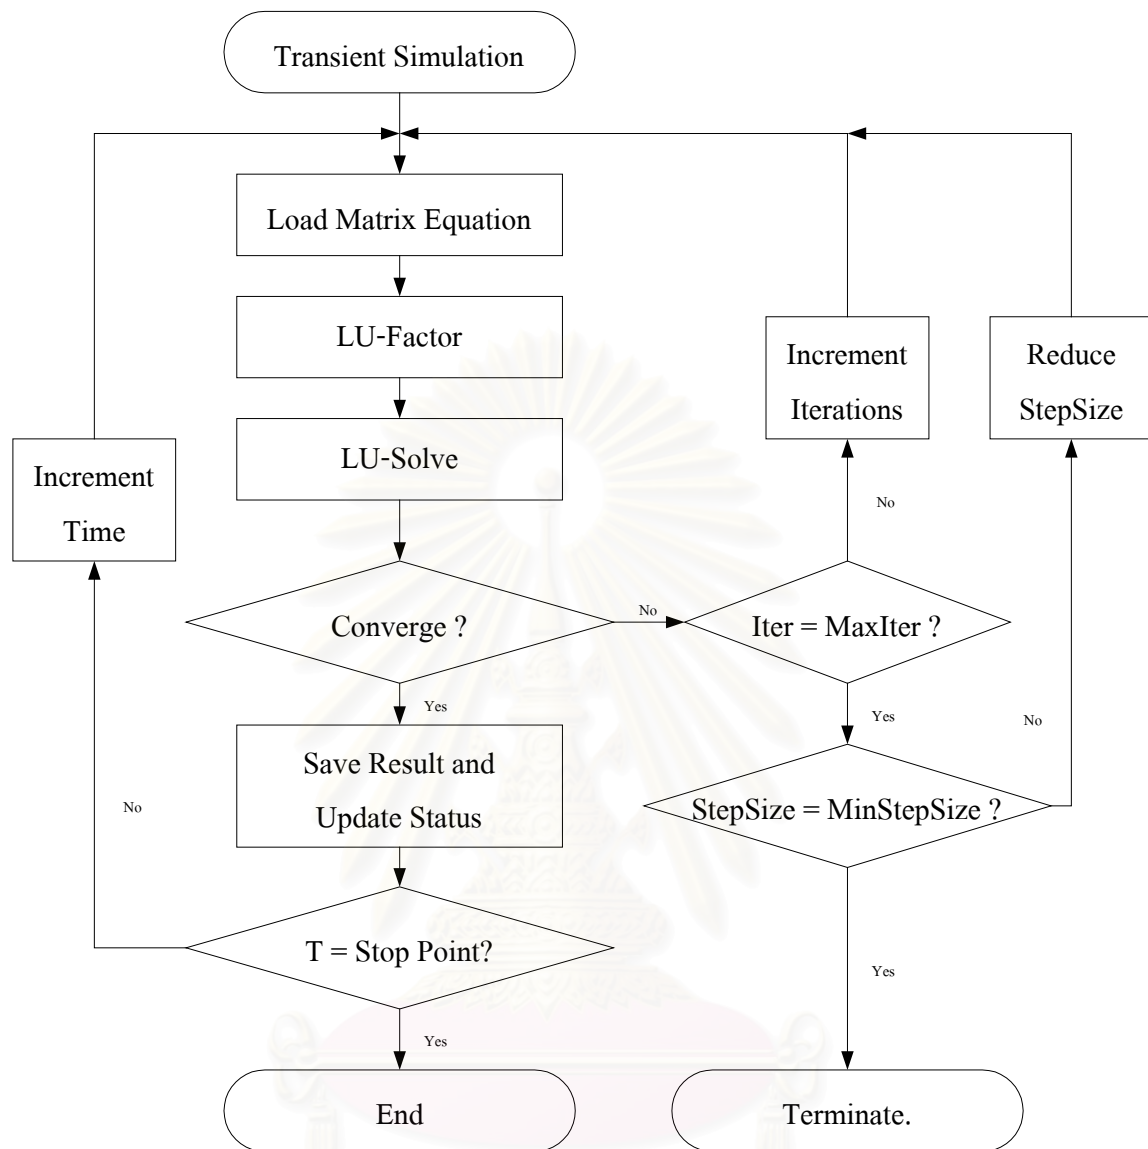 Transient Simulation
Load Matrix Equation
LU-Factor
Increment
Iterations
Reduce
StepSize
LU-Solve
Increment
Time
No
Converge ?
No
Iter = MaxIter ?
Yes
Yes
No
Save Result and
Update Status
No
StepSize = MinStepSize ?
T = Stop Point?
Yes
Yes
End
Terminate.